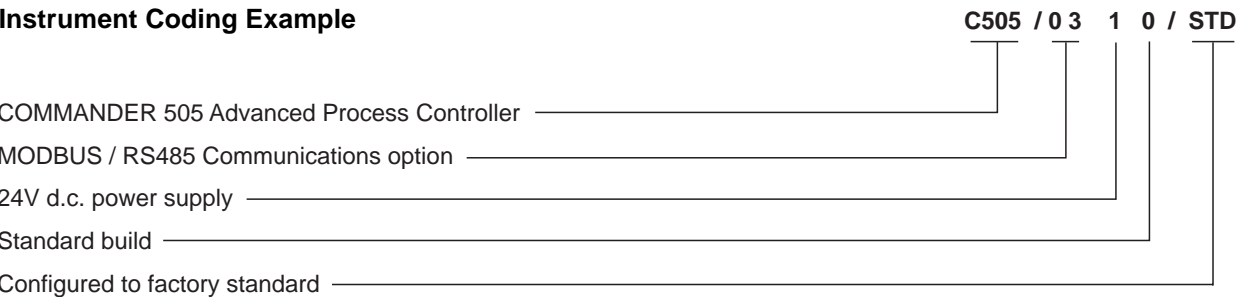 Instrument Coding Example C505 / 0 3 1 0 / STD
COMMANDER 505 Advanced Process Controller
MODBUS / RS485 Communications option
24V d.c. power supply
Standard build
Configured to factory standard